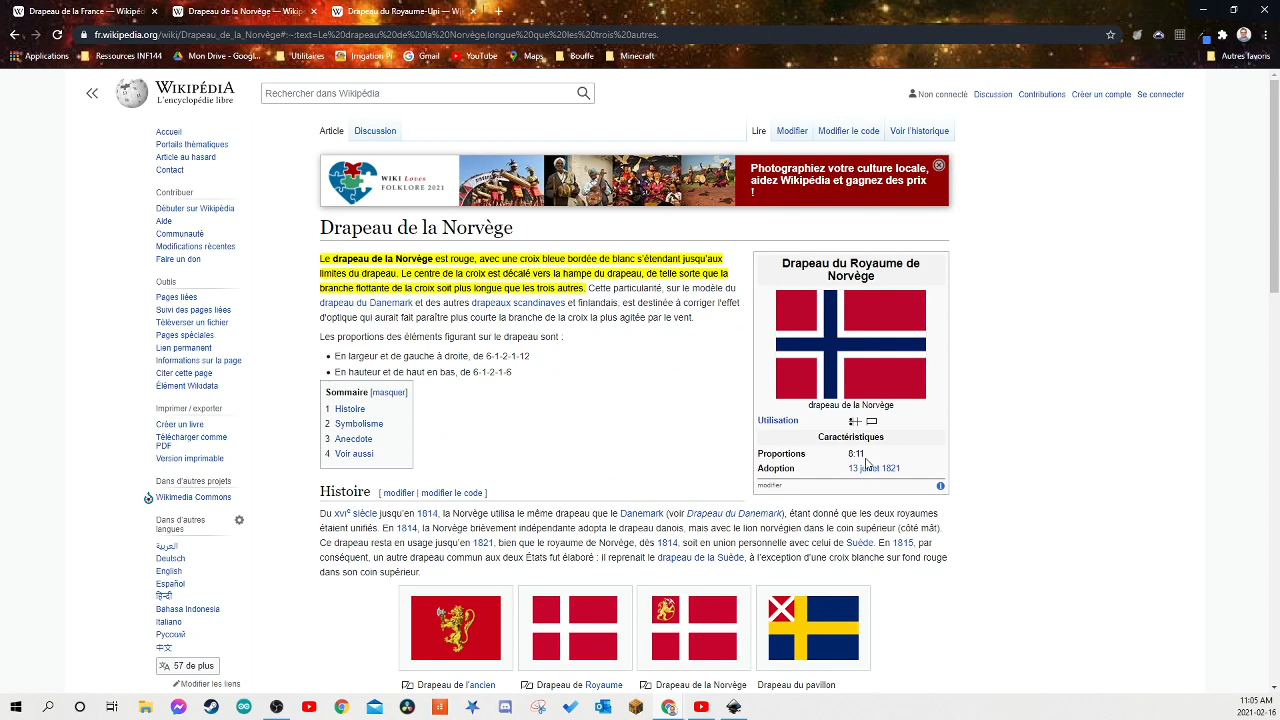 Drapeau de la France — Wikipéd
Drapeau de la Norvège — Wikip
Drapeau du Royaume-Uni — Wi
fr.wikipedia.org/wiki/Drapeau_de_la_Norvège#:~:text=Le%20drapeau%20de%20la%20Norvège,longue%20que%20les%20trois%20autres.
Applications
Ressources INF144
Mon Drive - Googl...
Utilitaires
Imgation PI
Gmail
YouTube
Maps
Bouffe
Minecraft
Autres favoris
WIKIPÉDIA
L'encyclopédie libre
Rechercher dans Wikipédia
Non connecté Discussion Contributions Créer un compte Se connecter
Accueil
Portails thématiques
Article au hasard
Contact
Contribuer
Débuter sur Wikipédia
Aide
Communauté
Modifications récentes
Faire un don
Outils
Pages liées
Suivi des pages liées
Téléverser un fichier
Pages spéciales
Lien permanent
Informations sur la page
Citer cette page
Élément Wikidata
Imprimer / exporter
Créer un livre
Télécharger comme
PDF
Version imprimable
Dans d'autres projets
Wikimedia Commons
Dans d'autres
langues
العربية
Deutsch
English
Español
हिन्दी
Bahasa Indonesia
Italiano
Русский
中文
57 de plus
Modifier les liens
Article Discussion
Lire Modifier Modifier le code Voir l'historique
WIKI Loves
FOLKLORE 2021
Photographiez votre culture locale,
aidez Wikipédia et gagnez des prix
!
Drapeau de la Norvège
Le drapeau de la Norvège est rouge, avec une croix bleue bordée de blanc s'étendant jusqu'aux
limites du drapeau. Le centre de la croix est décalé vers la hampe du drapeau, de telle sorte que la
branche flottante de la croix soit plus longue que les trois autres. Cette particularité, sur le modèle du
drapeau du Danemark et des autres drapeaux scandinaves et finlandais, est destinée à corriger l'effet
d'optique qui aurait fait paraître plus courte la branche de la croix la plus agitée par le vent.
Les proportions des éléments figurant sur le drapeau sont :
• En largeur et de gauche à droite, de 6-1-2-1-12
• En hauteur et de haut en bas, de 6-1-2-1-6
Sommaire [masquer]
1 Histoire
2 Symbolisme
3 Anecdote
4 Voir aussi
Drapeau du Royaume de
Norvège
drapeau de la Norvège
Utilisation
Caractéristiques
Proportions 8:11
Adoption 13 juillet 1821
modifier
Histoire [ modifier | modifier le code ]
Du XVIe siècle jusqu'en 1814, la Norvège utilisa le même drapeau que le Danemark (voir Drapeau du Danemark), étant donné que les deux royaumes
étaient unifiés. En 1814, la Norvège brièvement indépendante adopta le drapeau danois, mais avec le lion norvégien dans le coin supérieur (côté mât).
Ce drapeau resta en usage jusqu'en 1821, bien que le royaume de Norvège, dès 1814, soit en union personnelle avec celui de Suède. En 1815, par
conséquent, un autre drapeau commun aux deux États fut élaboré : il reprenait le drapeau de la Suède, à l'exception d'une croix blanche sur fond rouge
dans son coin supérieur.
Drapeau de l'ancien
Drapeau de Royaume
Drapeau de la Norvège
Drapeau du pavillon
11:05 AM
2021-02-16